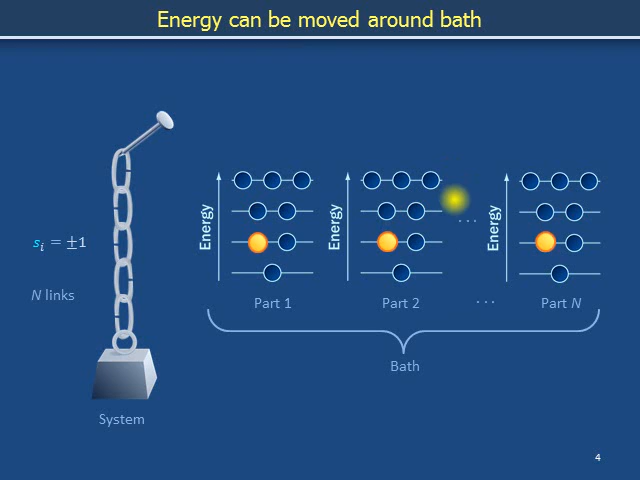 Energy can be moved around bath
sᵢ = ±1
N links
System
Energy
Energy
· · ·
Energy
Part 1
Part 2
· · ·
Part N
Bath
4